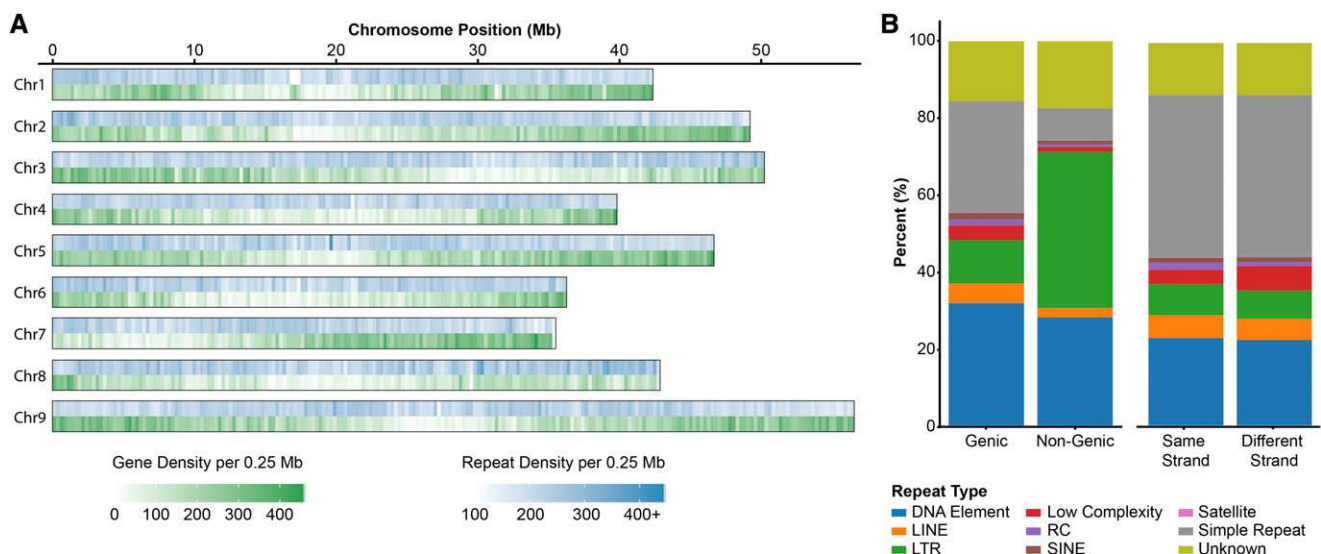 A
Chromosome Position (Mb)
0 10 20 30 40 50
Chr1
Chr2
Chr3
Chr4
Chr5
Chr6
Chr7
Chr8
Chr9
Gene Density per 0.25 Mb
0 100 200 300 400
Repeat Density per 0.25 Mb
100 200 300 400+
B
100
80
60
40
20
0
Percent (%)
Genic Non-Genic Same Strand Different Strand
Repeat Type
DNA Element Low Complexity Satellite
LINE RC Simple Repeat
LTR SINE Unknown